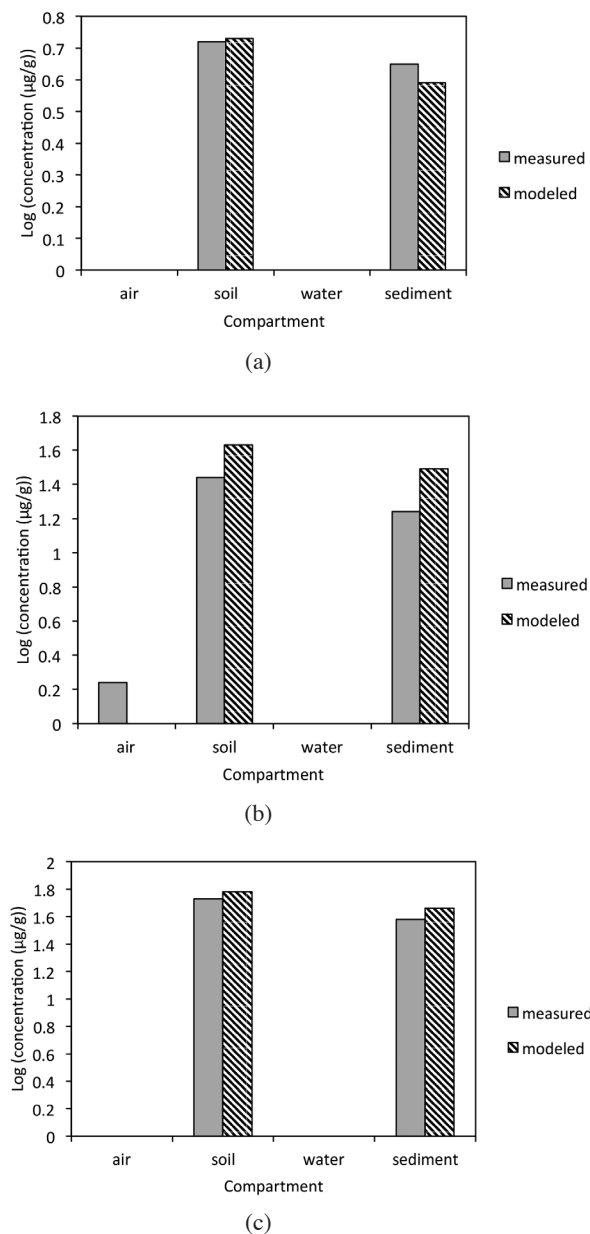 0.8
0.7
0.6
0.5
0.4
0.3
0.2
0.1
0
Log (concentration (µg/g))
air soil water sediment
Compartment
measured
modeled
(a)
1.8
1.6
1.4
1.2
1
0.8
0.6
0.4
0.2
0
Log (concentration (µg/g))
air soil water sediment
Compartment
measured
modeled
(b)
2
1.8
1.6
1.4
1.2
1
0.8
0.6
0.4
0.2
0
Log (concentration (µg/g))
air soil water sediment
Compartment
measured
modeled
(c)